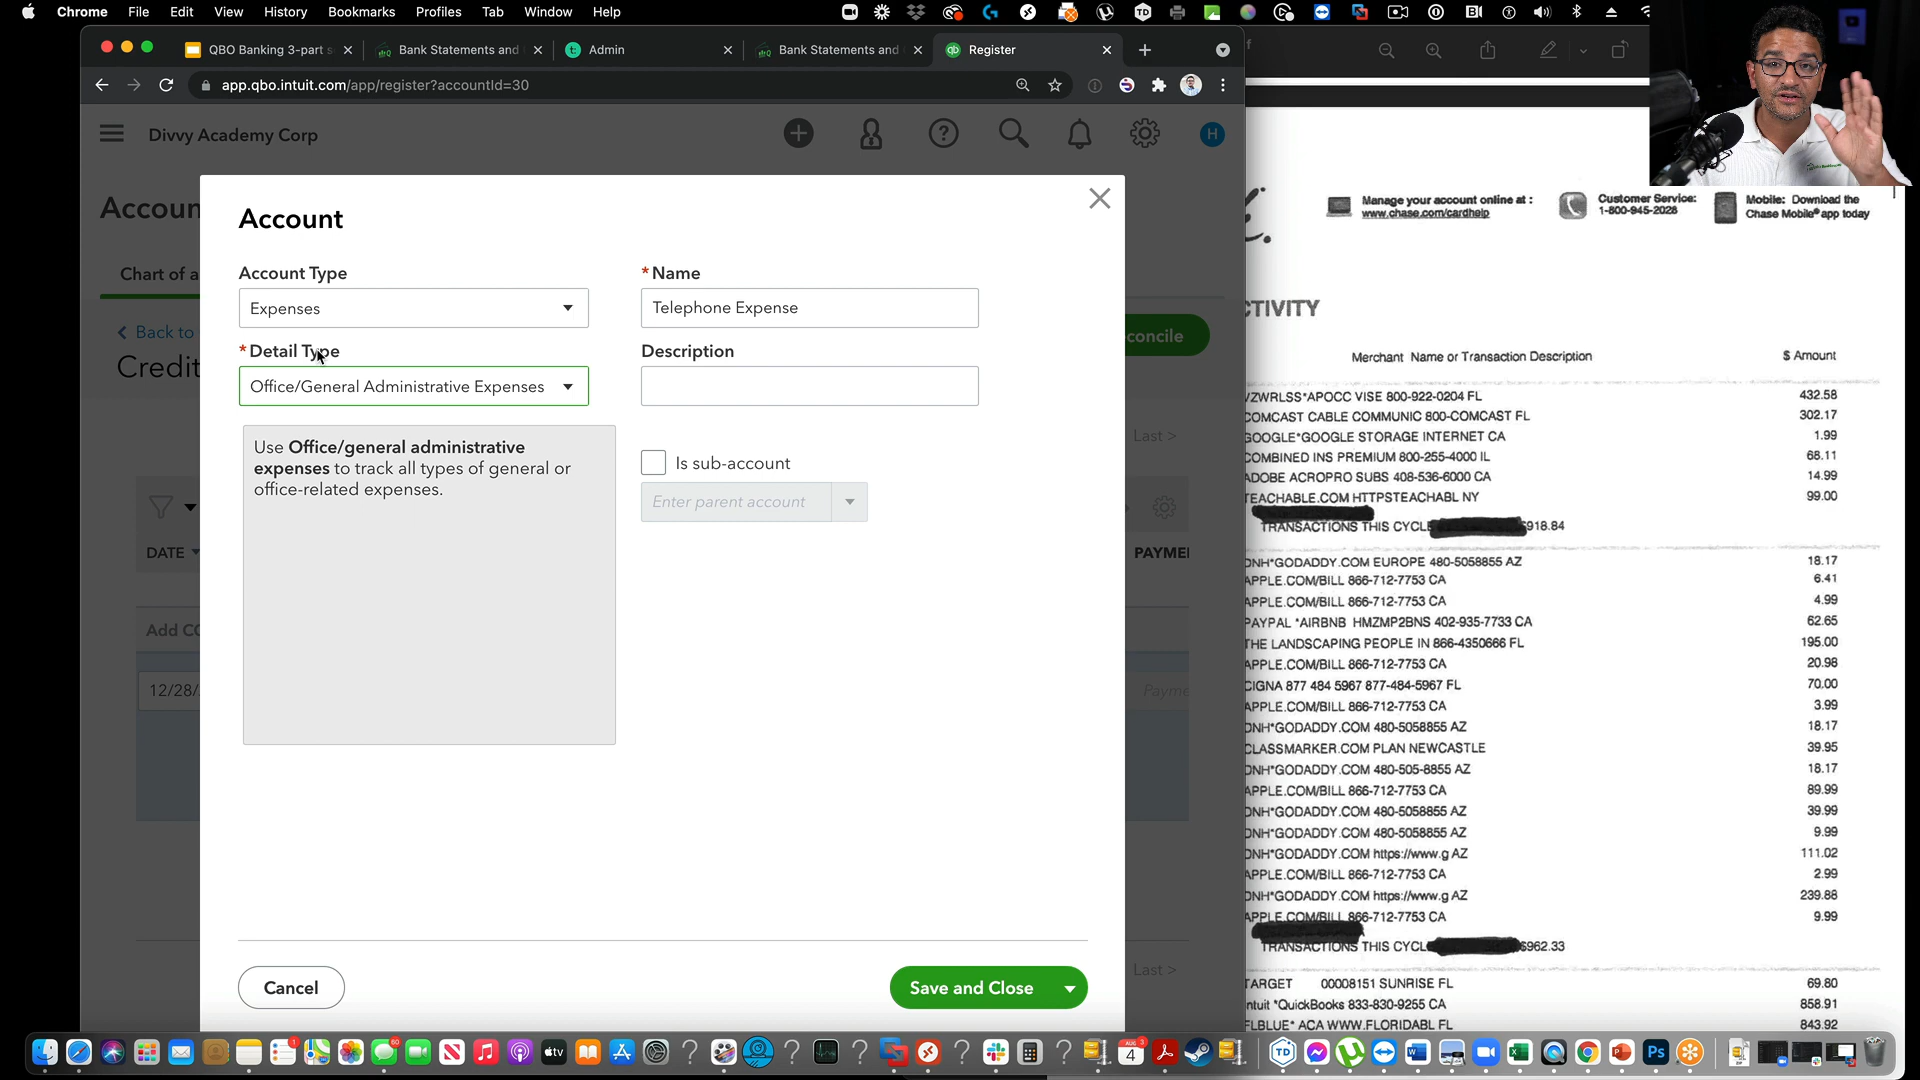 Chrome File Edit View History Bookmarks Profiles Tab Window Help
QBO Banking 3-part s
Bank Statements and
Admin
Bank Statements and
Register
app.qbo.intuit.com/app/register?accountId=30
Divvy Academy Corp
H
Accoun
Chart of a
Back to
Credit
concile
Last >
DATE
PAYME
Add CC
12/28/
Payme
Last >
Account
Account Type
Expenses
*Detail Type
Office/General Administrative Expenses
Use Office/general administrative
expenses to track all types of general or
office-related expenses.
*Name
Telephone Expense
Description
Is sub-account
Enter parent account
Cancel
Save and Close
Manage your account online at :
www.chase.com/cardhelp
Customer Service:
1-800-945-2028
Mobile: Download the
Chase Mobile® app today
CTIVITY
Merchant Name or Transaction Description $ Amount
VZWRLSS*APOCC VISE 800-922-0204 FL 432.58
COMCAST CABLE COMMUNIC 800-COMCAST FL 302.17
GOOGLE*GOOGLE STORAGE INTERNET CA 1.99
COMBINED INS PREMIUM 800-255-4000 IL 68.11
ADOBE ACROPRO SUBS 408-536-6000 CA 14.99
TEACHABLE.COM HTTPSTEACHABL NY 99.00
TRANSACTIONS THIS CYCL $918.84
DNH*GODADDY.COM EUROPE 480-5058855 AZ 18.17
APPLE.COM/BILL 866-712-7753 CA 6.41
APPLE.COM/BILL 866-712-7753 CA 4.99
PAYPAL *AIRBNB HMZMP2BNS 402-935-7733 CA 62.65
THE LANDSCAPING PEOPLE IN 866-4350666 FL 195.00
APPLE.COM/BILL 866-712-7753 CA 20.98
CIGNA 877 484 5967 877-484-5967 FL 70.00
APPLE.COM/BILL 866-712-7753 CA 3.99
DNH*GODADDY.COM 480-5058855 AZ 18.17
CLASSMARKER.COM PLAN NEWCASTLE 39.95
DNH*GODADDY.COM 480-505-8855 AZ 18.17
APPLE.COM/BILL 866-712-7753 CA 89.99
DNH*GODADDY.COM 480-5058855 AZ 39.99
DNH*GODADDY.COM 480-5058855 AZ 9.99
DNH*GODADDY.COM https://www.g AZ 111.02
APPLE.COM/BILL 866-712-7753 CA 2.99
DNH*GODADDY.COM https://www.g AZ 239.88
APPLE.COM/BILL 866-712-7753 CA 9.99
TRANSACTIONS THIS CYCL $962.33
TARGET 00008151 SUNRISE FL 69.80
ntuit *QuickBooks 833-830-9255 CA 858.91
FLBLUE* ACA WWW.FLORIDABL FL 843.92